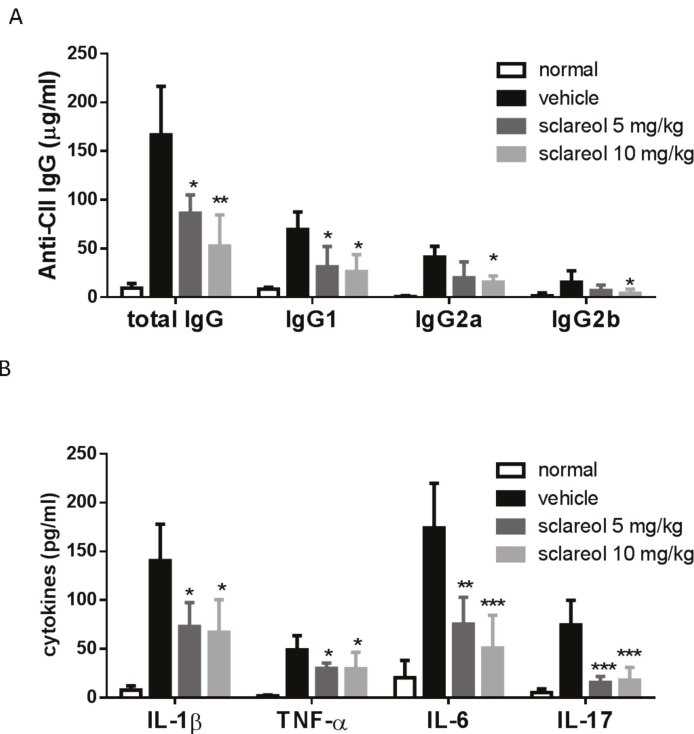 A
250
200
150
100
50
0
Anti-CII IgG (μg/ml)
normal
vehicle
sclareol 5 mg/kg
sclareol 10 mg/kg
* ** * * * *
total IgG IgG1 IgG2a IgG2b
B
250
200
150
100
50
0
cytokines (pg/ml)
normal
vehicle
sclareol 5 mg/kg
sclareol 10 mg/kg
* * * * ** *** *** ***
IL-1β TNF-α IL-6 IL-17